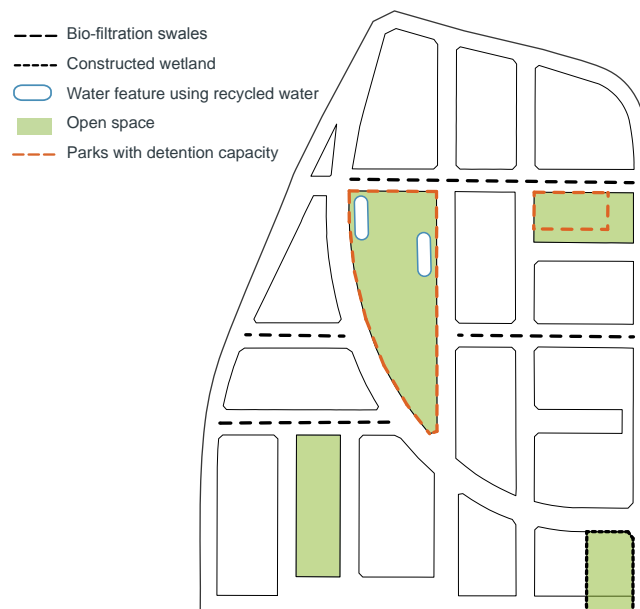 Bio-filtration swales
Constructed wetland
Water feature using recycled water
Open space
Parks with detention capacity